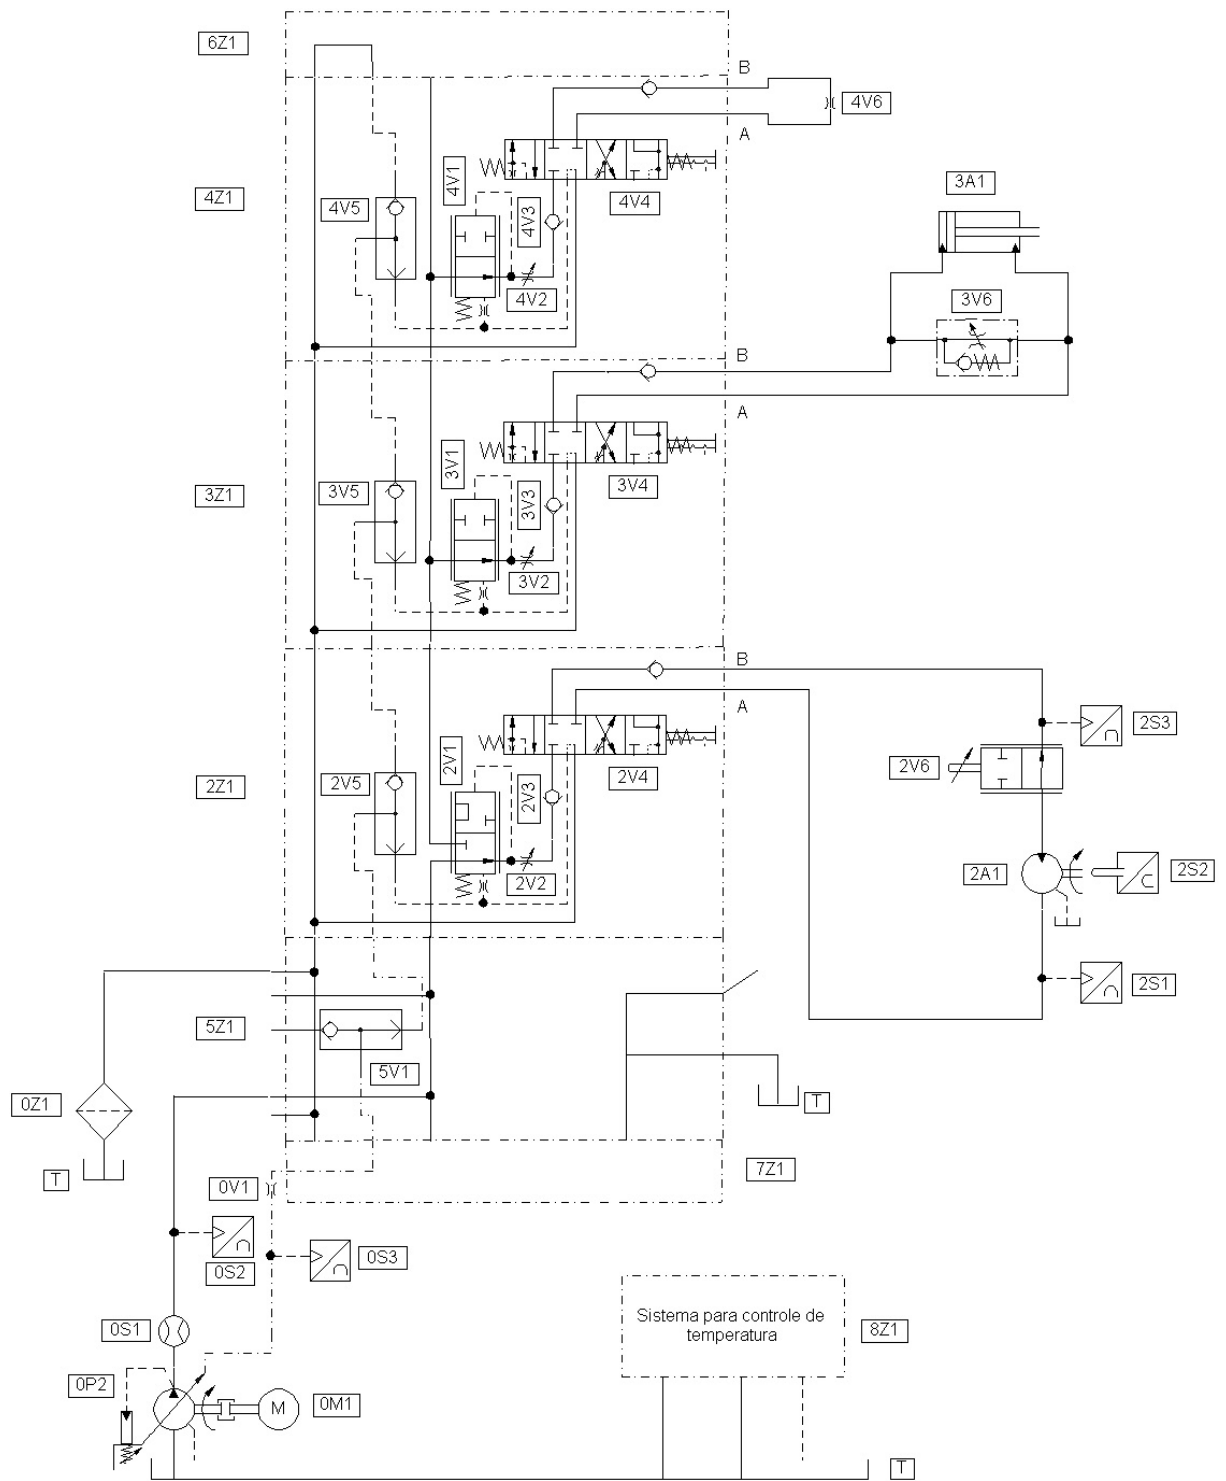 6Z1
B
4V6
A
4V1
3A1
4Z1
4V5
4V3
4V4
4V2
3V6
B
A
3V1
3Z1
3V5
3V3
3V4
3V2
B
A
2S3
2V1
2V6
2Z1
2V5
2V3
2V4
2V2
2A1
2S2
2S1
5Z1
5V1
0Z1
T
T
7Z1
0V1
0S3
0S2
Sistema para controle de
temperatura
8Z1
0S1
0P2
M
0M1
T